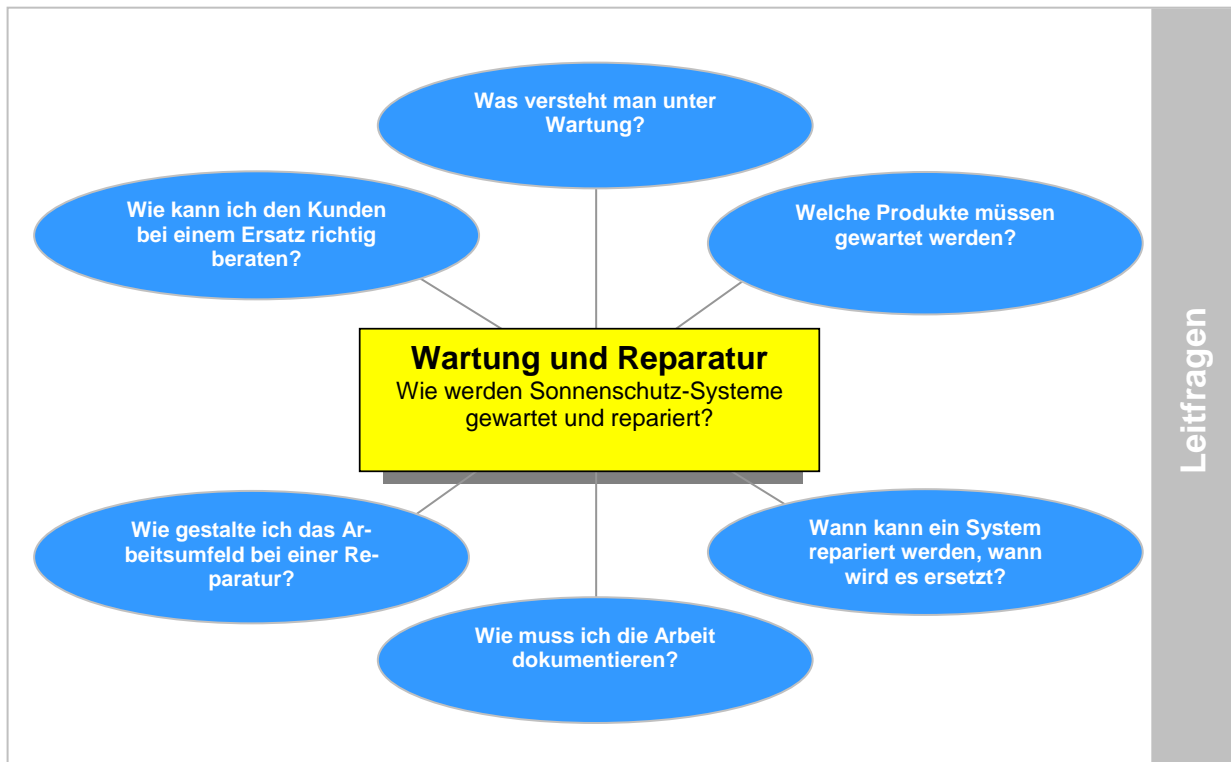 Was versteht man unter
Wartung?
Wie kann ich den Kunden
bei einem Ersatz richtig
beraten?
Welche Produkte müssen
gewartet werden?
Wartung und Reparatur
Wie werden Sonnenschutz-Systeme
gewartet und repariert?
Wie gestalte ich das Ar-
beitsumfeld bei einer Re-
paratur?
Wann kann ein System
repariert werden, wann
wird es ersetzt?
Wie muss ich die Arbeit
dokumentieren?
Leitfragen